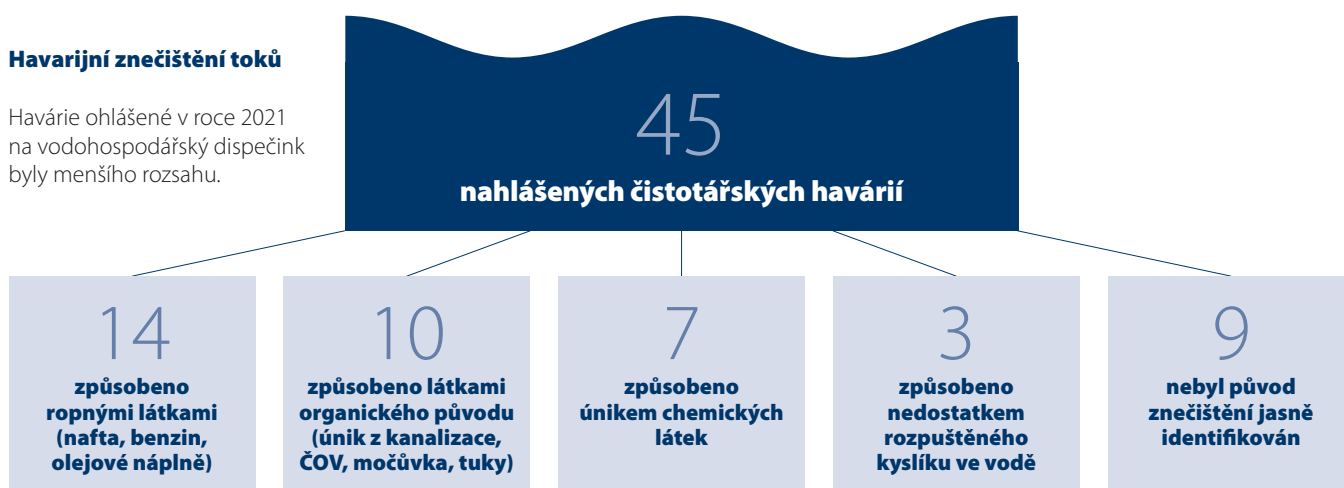 Havarijní znečištění toků
Havárie ohlášené v roce 2021
na vodohospodářský dispečink
byly menšího rozsahu.
45
nahlášených čistotářských havárií
14
způsobeno
ropnými látkami
(nafta, benzin,
olejové náplně)
10
způsobeno látkami
organického původu
(únik z kanalizace,
ČOV, močůvka, tuky)
7
způsobeno
únikem chemických
látek
3
způsobeno
nedostatkem
rozpuštěného
kyslíku ve vodě
9
nebyl původ
znečištění jasně
identifikován